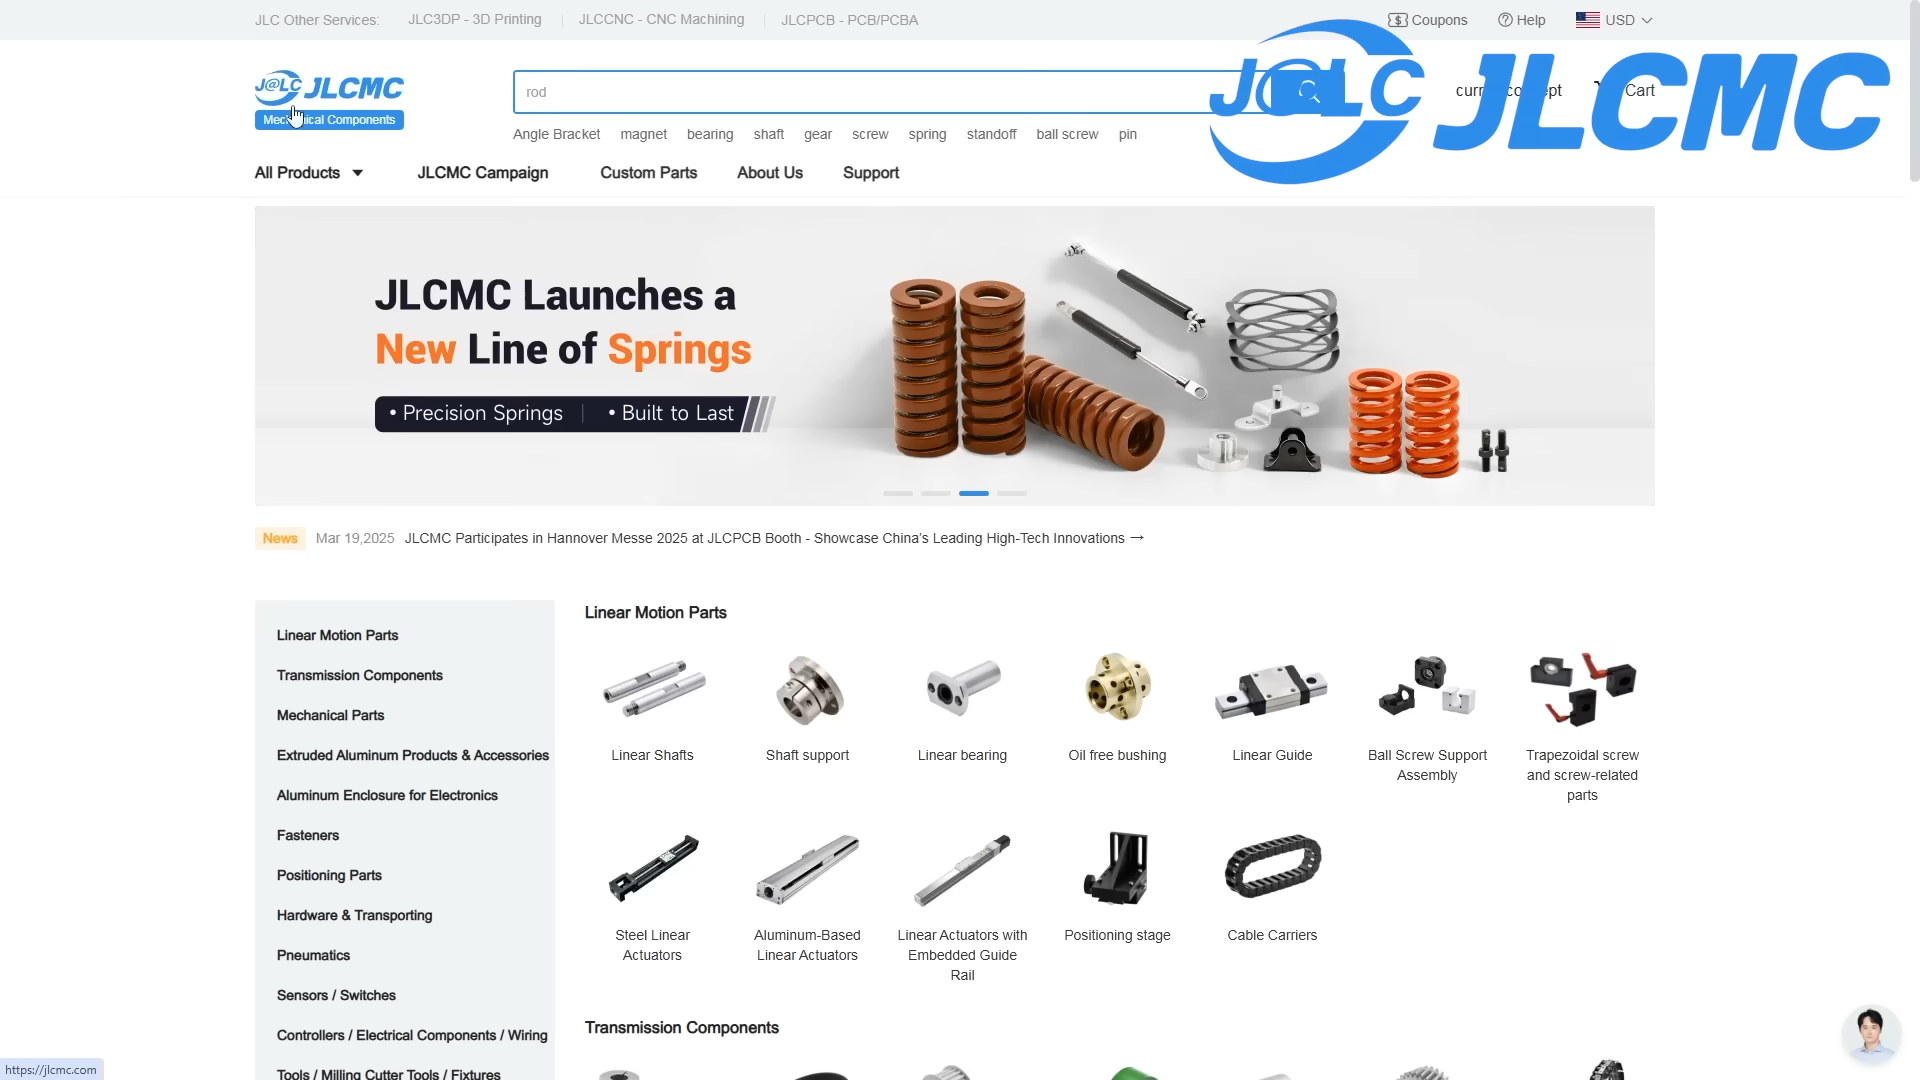 JLC Other Services:
JLC3DP - 3D Printing
JLCCNC - CNC Machining
JLCPCB - PCB/PCBA
Coupons
Help
USD
J@LC JLCMC
Mechanical Components
rod
J@LC JLCMC
Cart
Angle Bracket
magnet
bearing
shaft
gear
screw
spring
standoff
ball screw
pin
All Products
JLCMC Campaign
Custom Parts
About Us
Support
JLCMC Launches a
New Line of Springs
• Precision Springs
• Built to Last
News
Mar 19,2025
JLCMC Participates in Hannover Messe 2025 at JLCPCB Booth - Showcase China's Leading High-Tech Innovations →
Linear Motion Parts
Transmission Components
Mechanical Parts
Extruded Aluminum Products & Accessories
Aluminum Enclosure for Electronics
Fasteners
Positioning Parts
Hardware & Transporting
Pneumatics
Sensors / Switches
Controllers / Electrical Components / Wiring
Tools / Milling Cutter Tools / Fixtures
Linear Motion Parts
Linear Shafts
Shaft support
Linear bearing
Oil free bushing
Linear Guide
Ball Screw Support
Assembly
Trapezoidal screw
and screw-related
parts
Steel Linear
Actuators
Aluminum-Based
Linear Actuators
Linear Actuators with
Embedded Guide
Rail
Positioning stage
Cable Carriers
Transmission Components
https://jlcmc.com